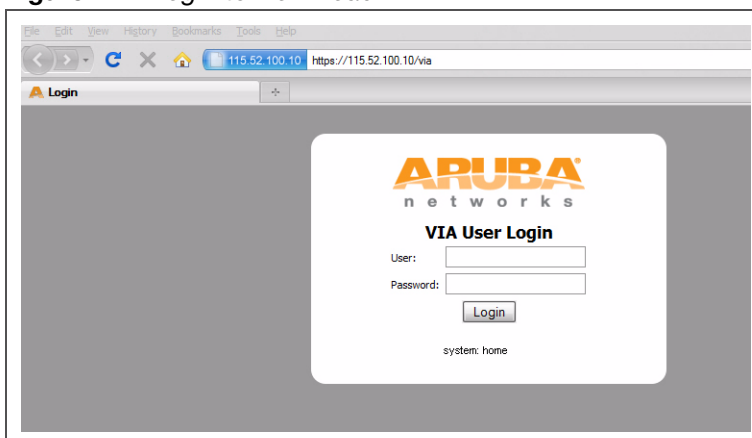 File Edit View History Bookmarks Tools Help
115.52.100.10 https://115.52.100.10/via
Login
ARUBA
networks
VIA User Login
User:
Password:
Login
system: home